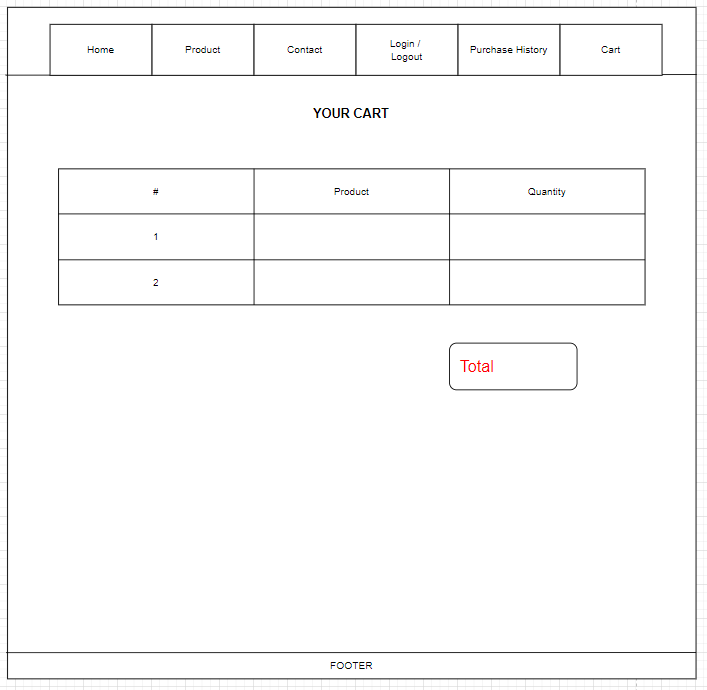 Home
Product
Contact
Login /
Logout
Purchase History
Cart
YOUR CART
# Product Quantity
1
2
Total
FOOTER